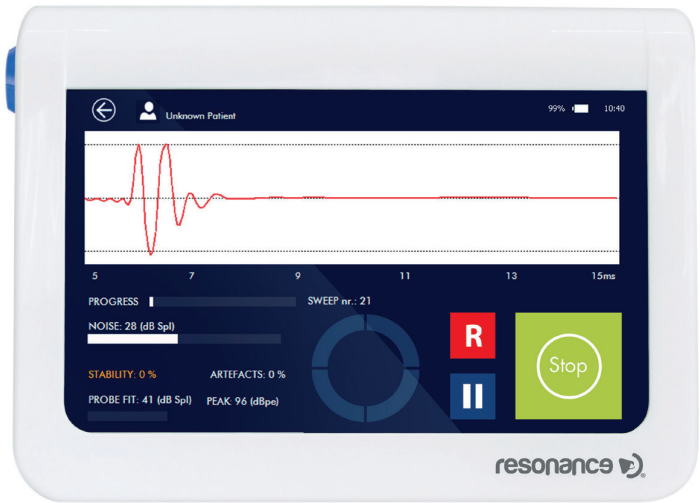 Unknown Patient
99%
10:40
5 7 9 11 13 15ms
PROGRESS
SWEEP nr.: 21
NOISE: 28 (dB Spl)
R
STABILITY: 0 %
ARTEFACTS: 0 %
Stop
PROBE FIT: 41 (dB Spl)
PEAK 96 (dBpe)
resonance